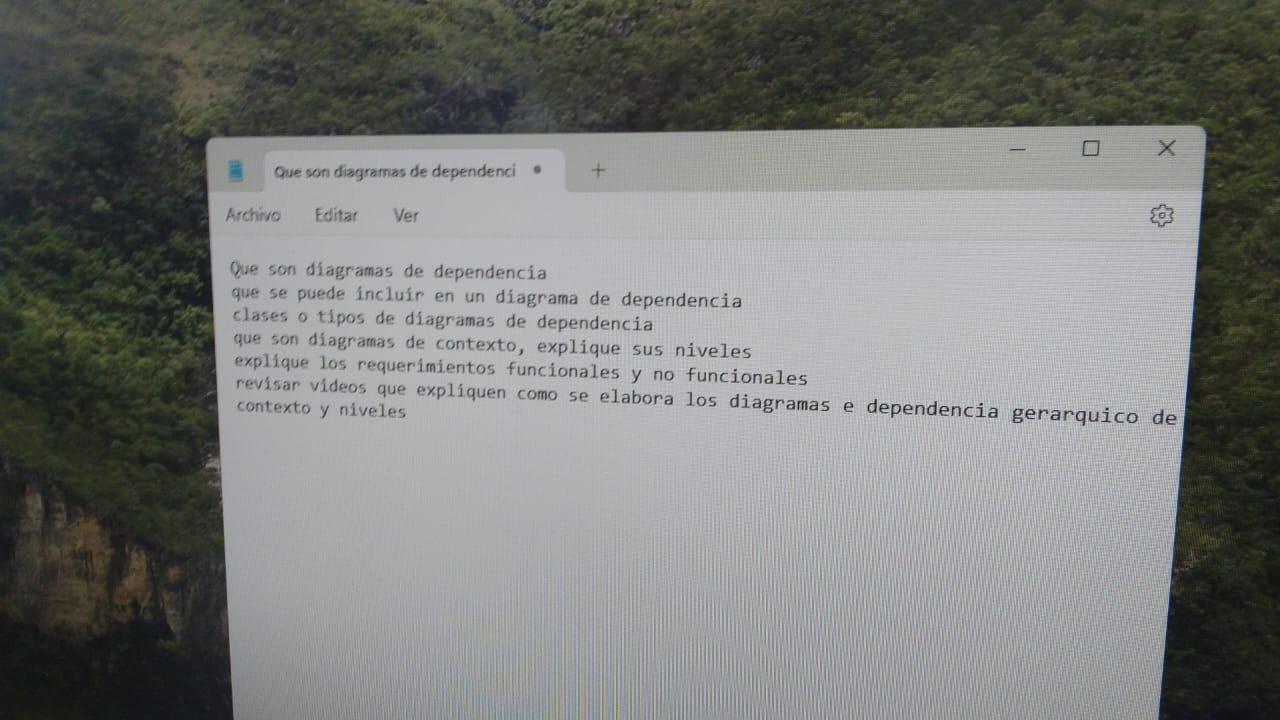 Que son diagramas de dependenci
Archivo Editar Ver
Que son diagramas de dependencia
que se puede incluir en un diagrama de dependencia
clases o tipos de diagramas de dependencia
que son diagramas de contexto, explique sus niveles
explique los requerimientos funcionales y no funcionales
revisar videos que expliquen como se elabora los diagramas e dependencia gerarquico de
contexto y niveles